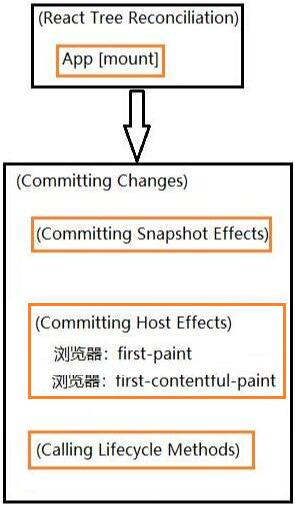 (React Tree Reconciliation)
App [mount]
(Committing Changes)
(Committing Snapshot Effects)
(Committing Host Effects)
浏览器：first-paint
浏览器：first-contentful-paint
(Calling Lifecycle Methods)